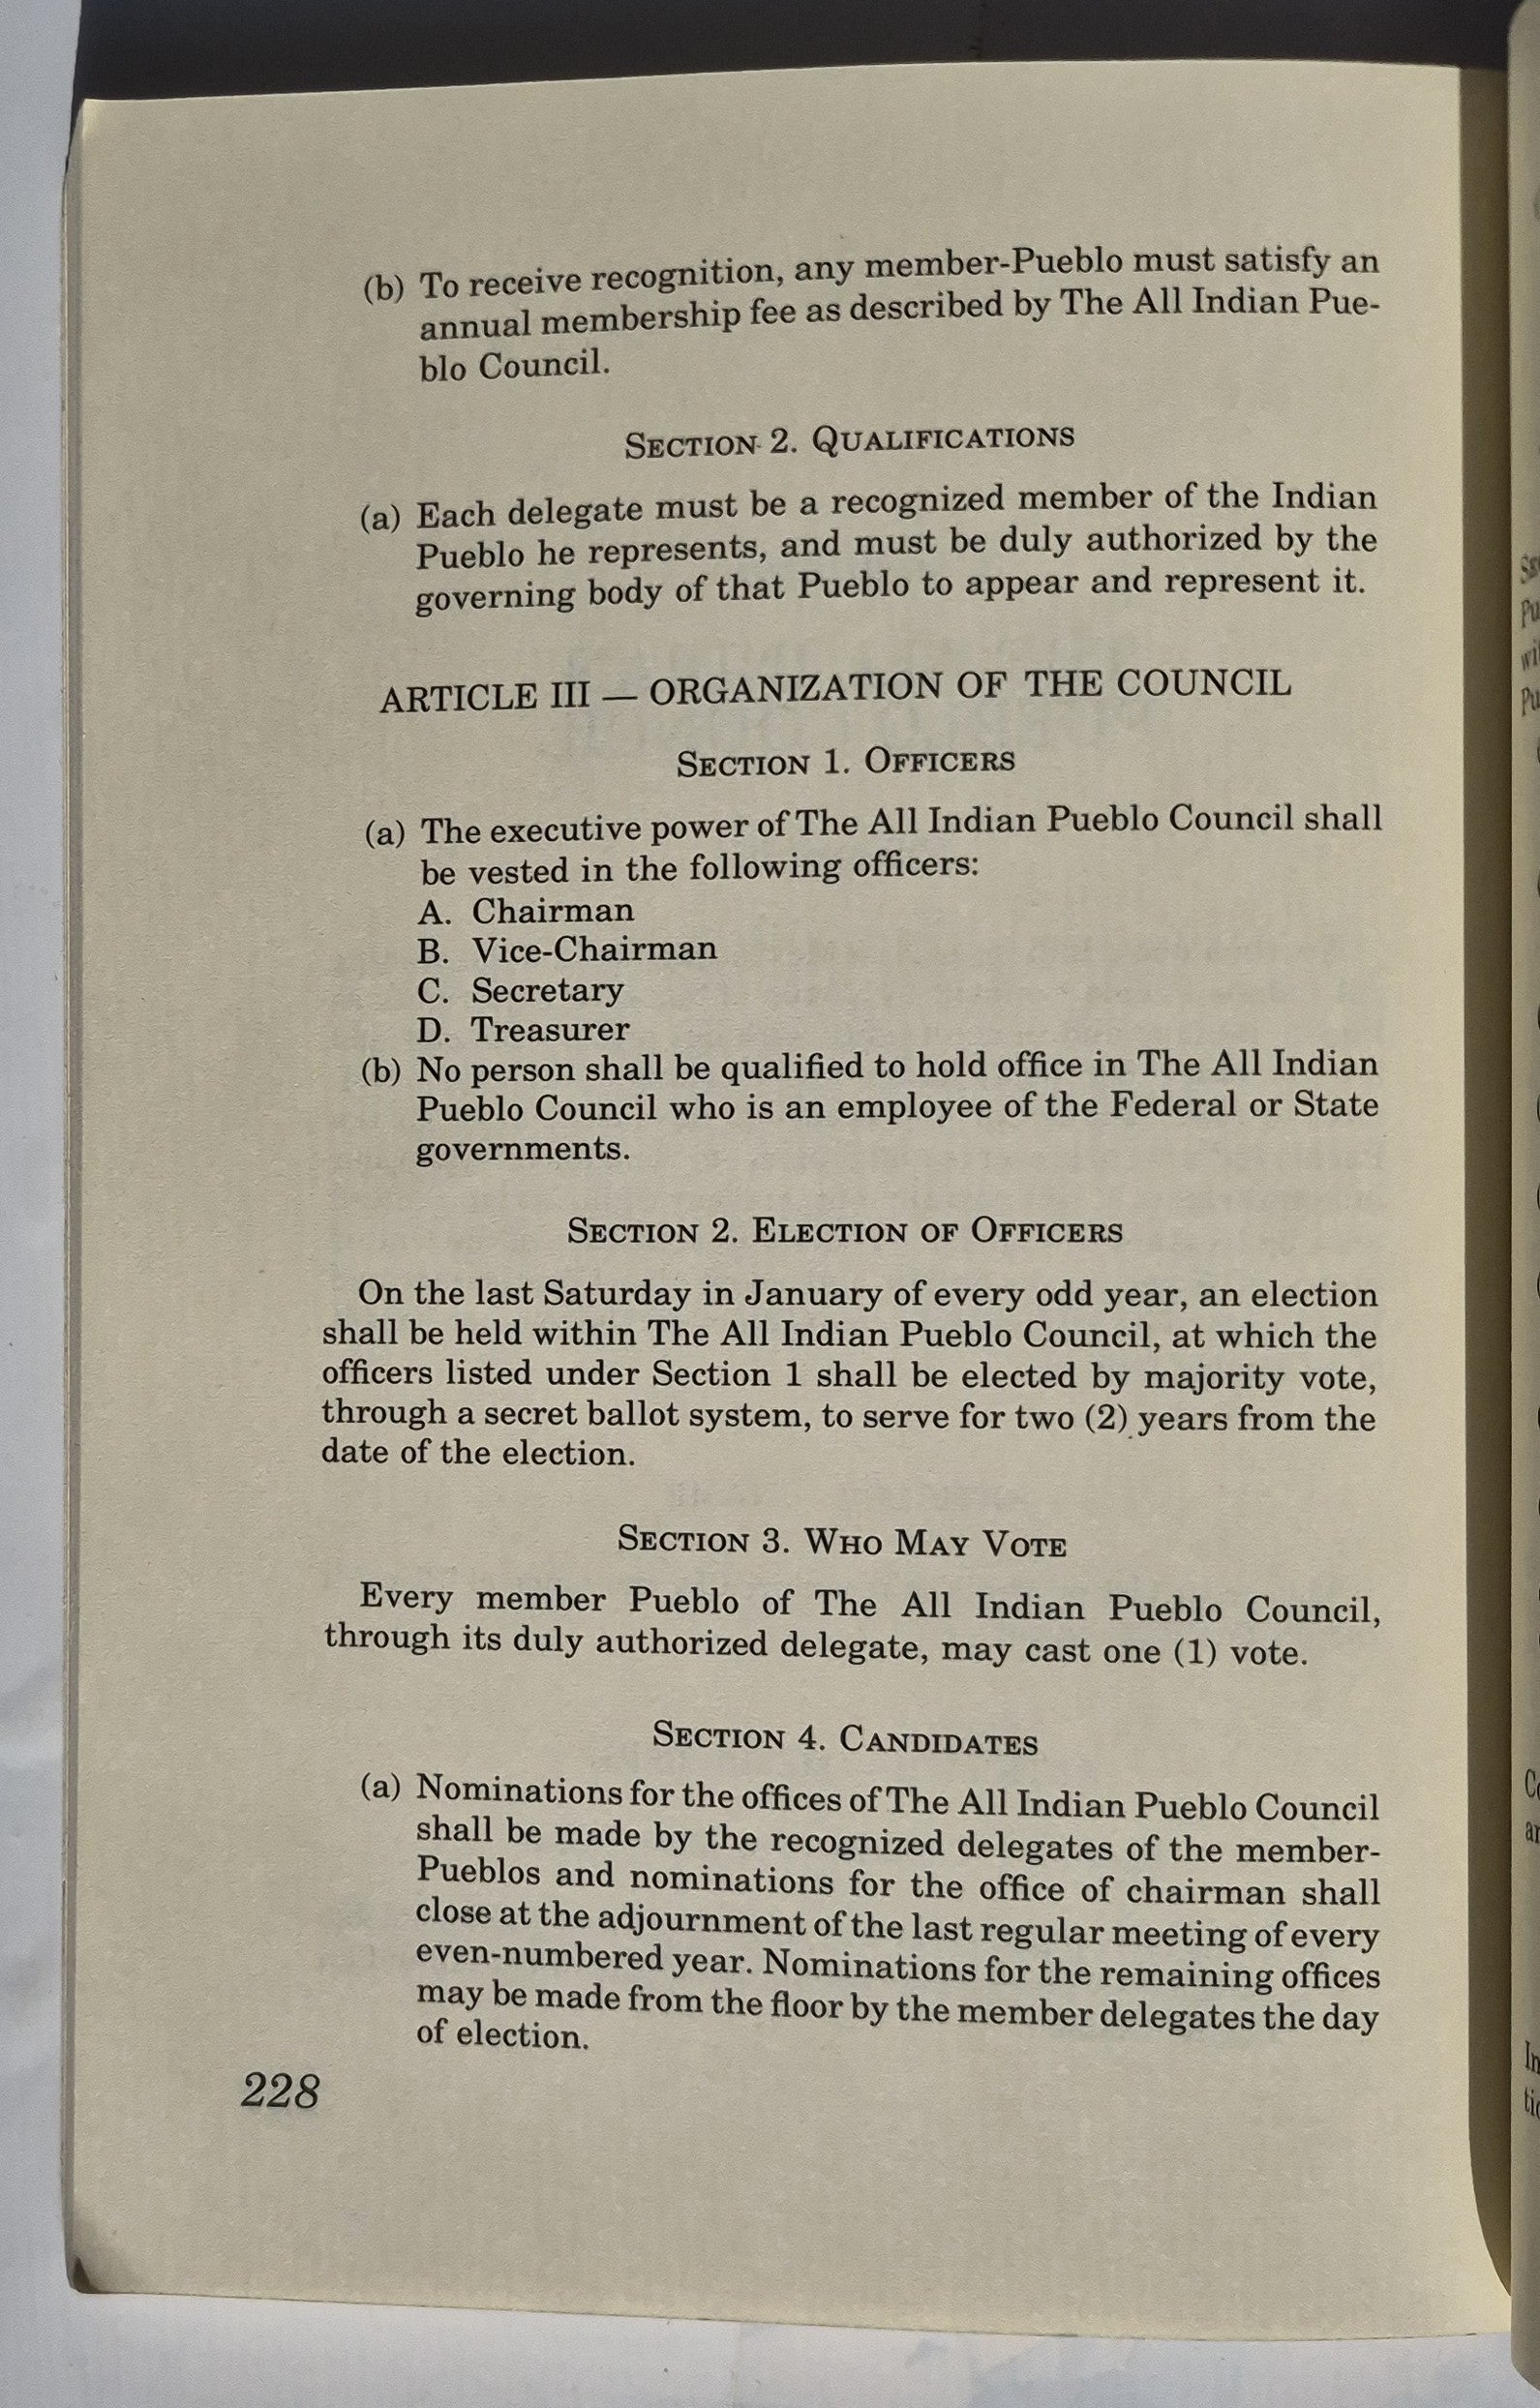 (b) To receive recognition, any member-Pueblo must satisfy an
annual membership fee as described by The All Indian Pue-
blo Council.
SECTION 2. QUALIFICATIONS
(a) Each delegate must be a recognized member of the Indian
Pueblo he represents, and must be duly authorized by the
governing body of that Pueblo to appear and represent it.
ARTICLE III — ORGANIZATION OF THE COUNCIL
SECTION 1. OFFICERS
(a) The executive power of The All Indian Pueblo Council shall
be vested in the following officers:
A. Chairman
B. Vice-Chairman
C. Secretary
D. Treasurer
(b) No person shall be qualified to hold office in The All Indian
Pueblo Council who is an employee of the Federal or State
governments.
SECTION 2. ELECTION OF OFFICERS
On the last Saturday in January of every odd year, an election
shall be held within The All Indian Pueblo Council, at which the
officers listed under Section 1 shall be elected by majority vote,
through a secret ballot system, to serve for two (2) years from the
date of the election.
SECTION 3. WHO MAY VOTE
Every member Pueblo of The All Indian Pueblo Council,
through its duly authorized delegate, may cast one (1) vote.
SECTION 4. CANDIDATES
(a) Nominations for the offices of The All Indian Pueblo Council
shall be made by the recognized delegates of the member-
Pueblos and nominations for the office of chairman shall
close at the adjournment of the last regular meeting of every
even-numbered year. Nominations for the remaining offices
may be made from the floor by the member delegates the day
of election.
228